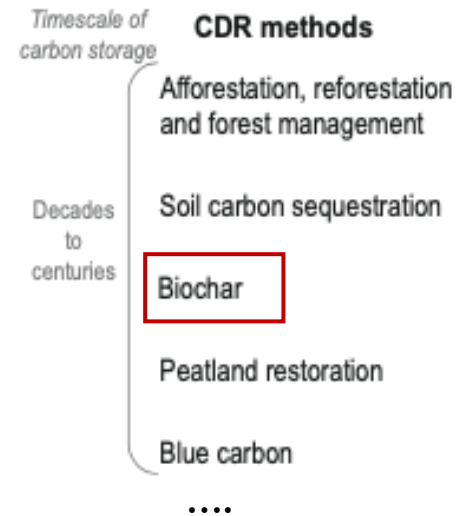 Timescale of
carbon storage
CDR methods
Afforestation, reforestation
and forest management
Decades
to
centuries
Soil carbon sequestration
Biochar
Peatland restoration
Blue carbon
....